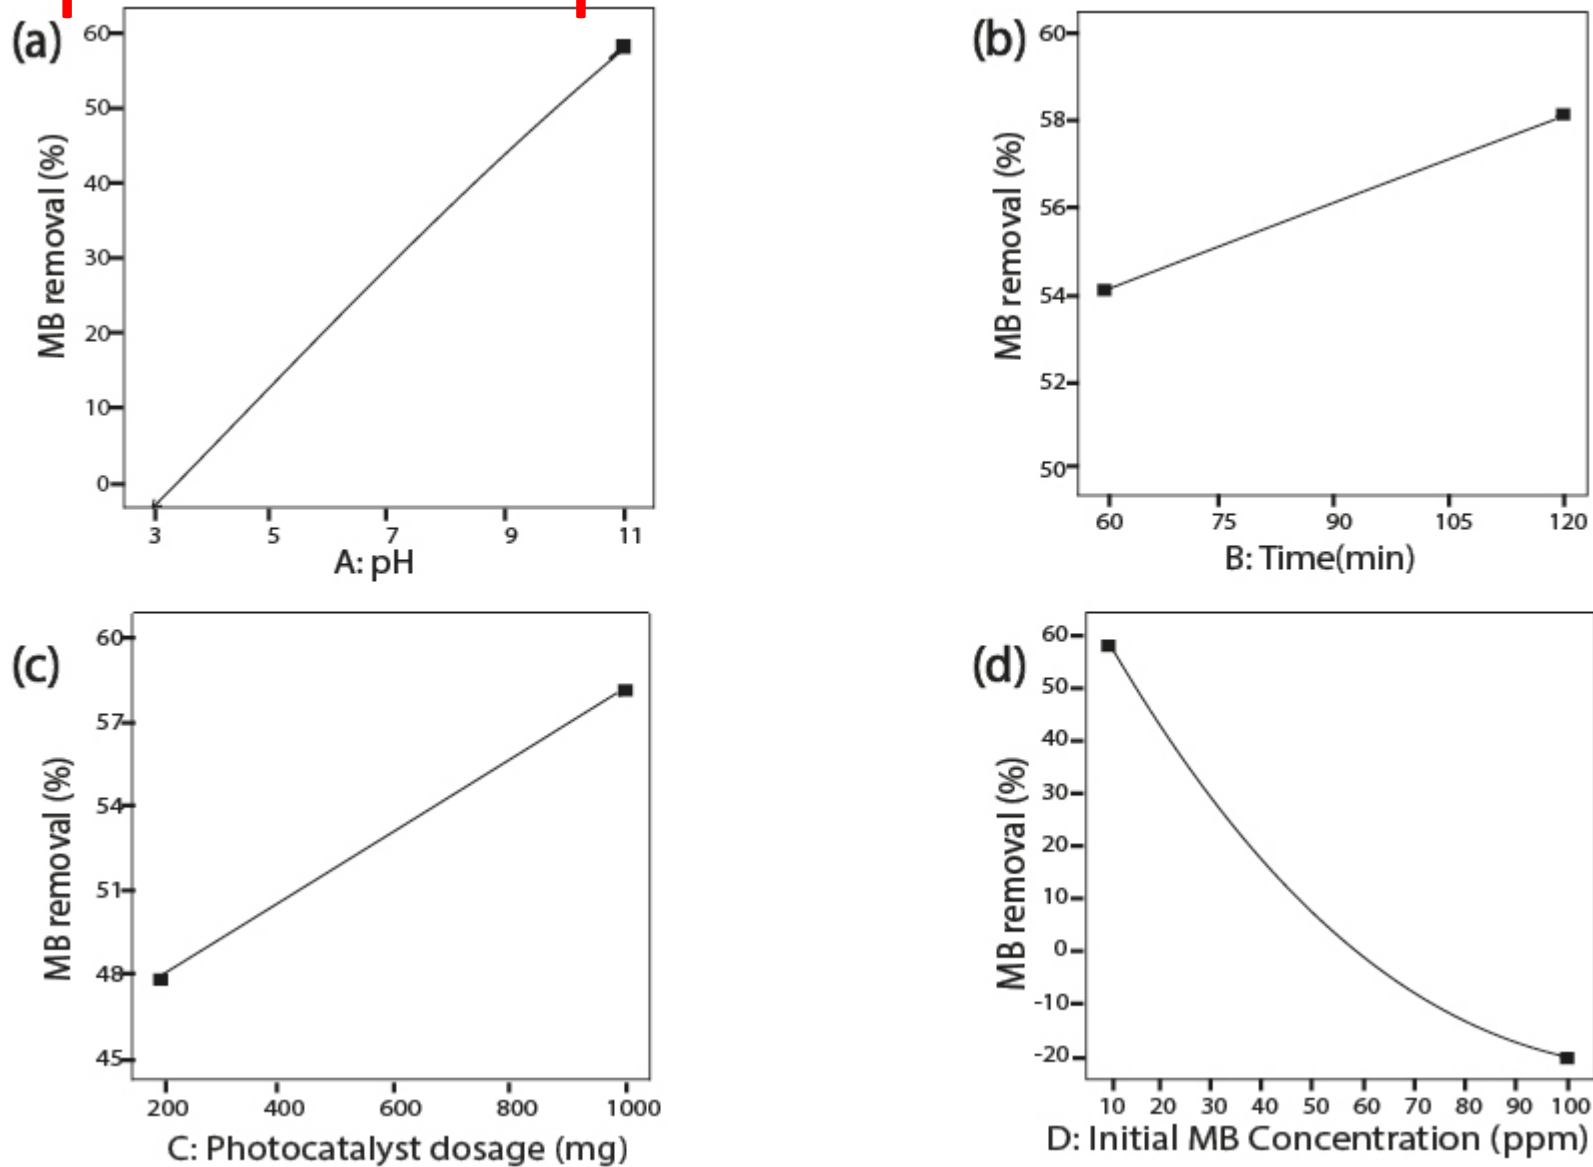 (a)
MB removal (%)
60
50
40
30
20
10
0
3 5 7 9 11
A: pH
(b)
MB removal (%)
60
58
56
54
52
50
60 75 90 105 120
B: Time(min)
(c)
MB removal (%)
60
57
54
51
48
45
200 400 600 800 1000
C: Photocatalyst dosage (mg)
(d)
MB removal (%)
60
50
40
30
20
10
0
-10
-20
10 20 30 40 50 60 70 80 90 100
D: Initial MB Concentration (ppm)